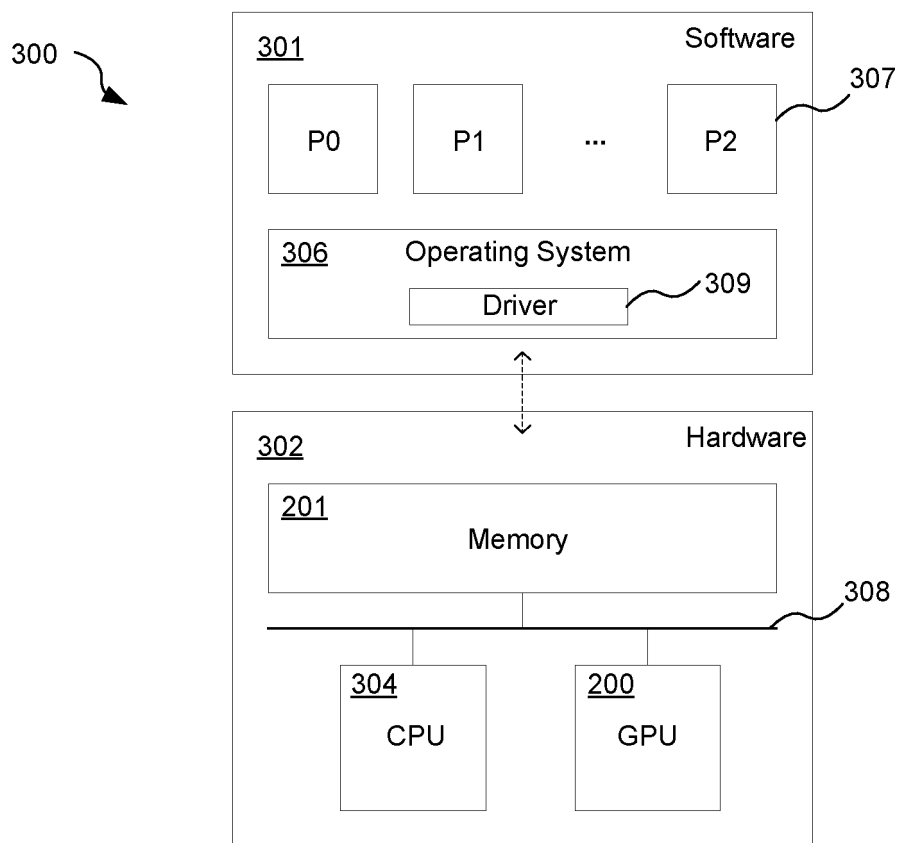 300
301
Software
307
P0
P1
...
P2
306
Operating System
309
Driver
302
Hardware
201
Memory
308
304
CPU
200
GPU